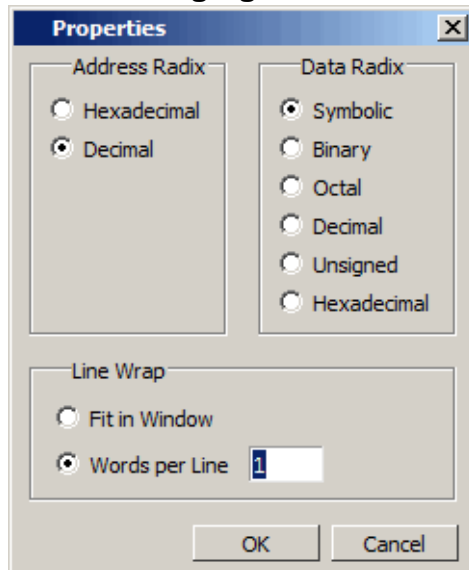 Properties
Address Radix
Hexadecimal
Decimal
Data Radix
Symbolic
Binary
Octal
Decimal
Unsigned
Hexadecimal
Line Wrap
Fit in Window
Words per Line 1
OK Cancel